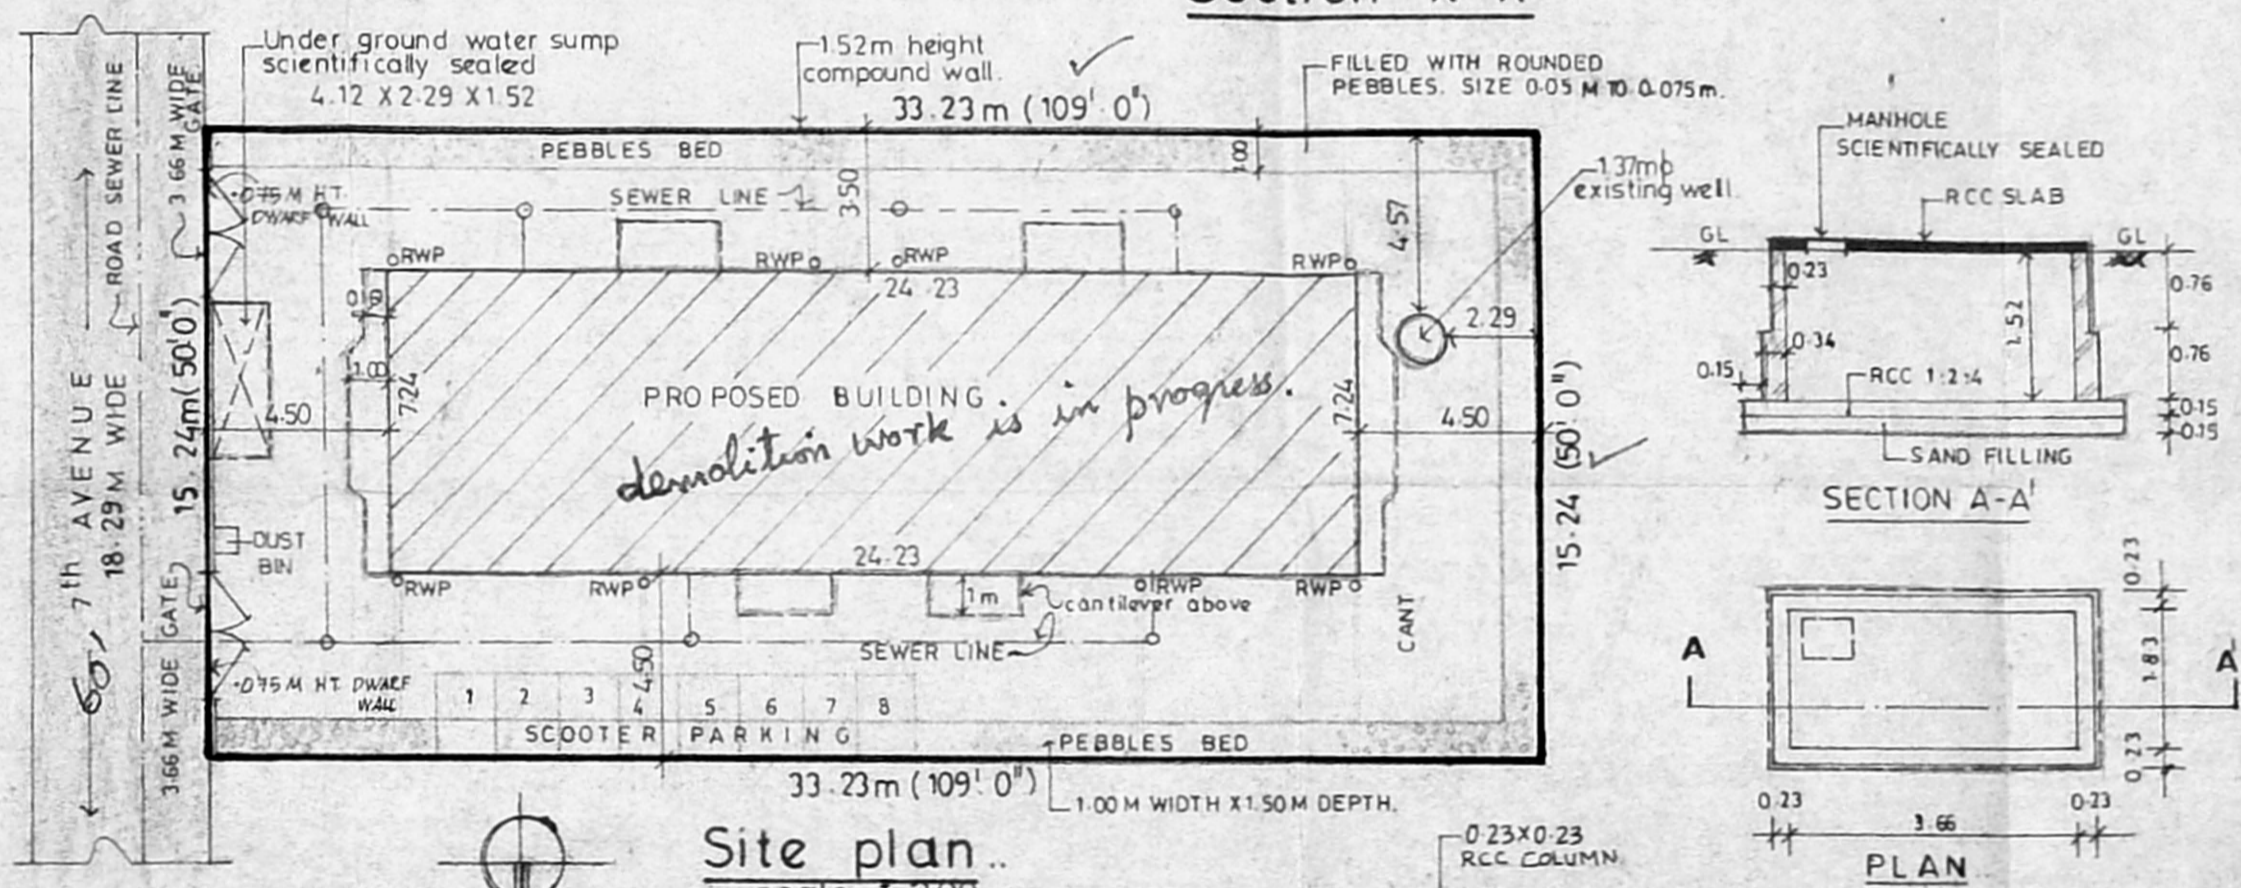 Under ground water sump
scientifically sealed
4.12 X 2.29 X 1.52
1.52m height
compound wall.
33.23m (109'.0")
FILLED WITH ROUNDED
PEBBLES. SIZE 0.05 M TO 0.075m.
3.66 M WIDE
GATE
ROAD SEWER LINE
7th AVENUE
18.29 M WIDE
60'
15.24m (50'.0")
3.66 M WIDE GATE
PEBBLES BED
1.00
3.50
SEWER LINE
.075 M HT.
DWARF WALL
4.57
1.37mϕ
existing well.
RWP
RWP
RWP
RWP
24.23
2.29
1.00
7.24
4.50
PROPOSED BUILDING.
demolition work is in progress.
7.24
4.50
15.24 (50'.0")
DUST
BIN
24.23
RWP
RWP
RWP
RWP
1m
cantilever above
CANT
SEWER LINE
4.50
.075 M HT. DWARF
WALL
1 2 3 4 5 6 7 8
SCOOTER PARKING
PEBBLES BED
33.23m (109'.0")
1.00 M WIDTH X 1.50 M DEPTH.
Site plan..
MANHOLE
SCIENTIFICALLY SEALED
RCC SLAB
GL
GL
0.23
0.76
1.52
0.34
0.76
0.15
RCC 1:2:4
0.15
0.15
SAND FILLING
SECTION A-A'
0.23
A
1.83
A
0.23
0.23
3.66
0.23
PLAN
0.23X0.23
RCC COLUMN